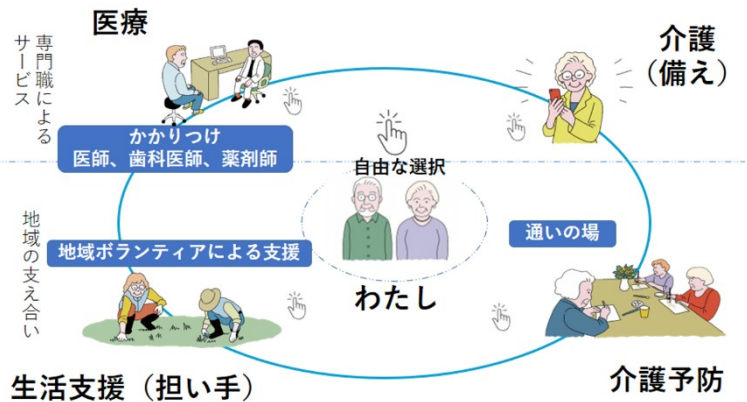 医療
専門職による
サービス
介護
（備え）
かかりつけ
医師、歯科医師、薬剤師
自由な選択
地域の支え合い
地域ボランティアによる支援
通いの場
わたし
生活支援（担い手）
介護予防